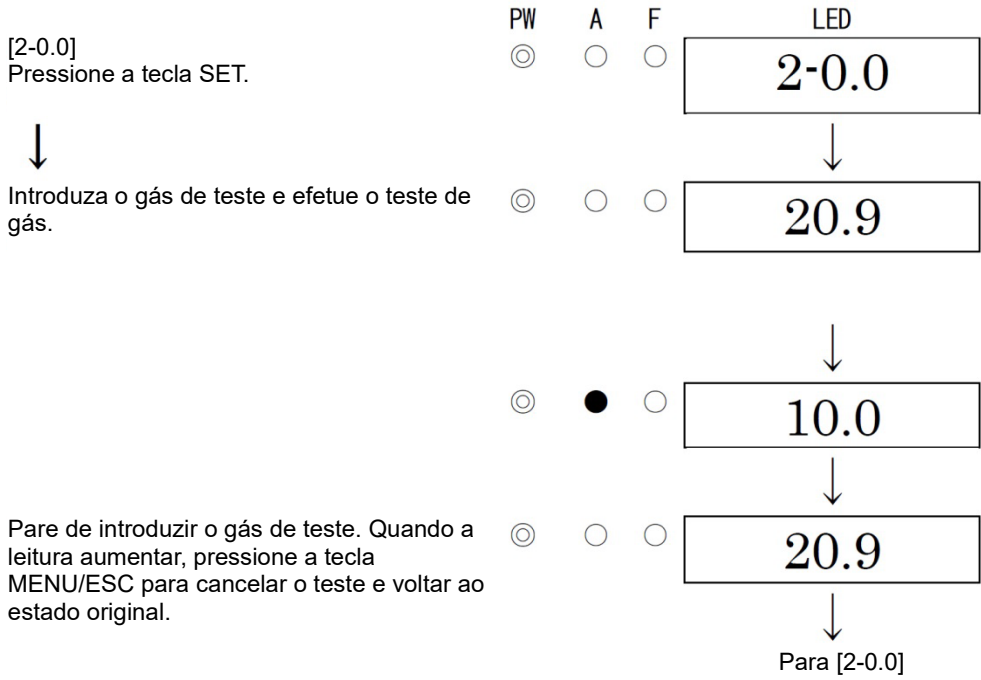 PW A F LED
[2-0.0]
Pressione a tecla SET.
2-0.0
Introduza o gás de teste e efetue o teste de
gás.
20.9
10.0
Pare de introduzir o gás de teste. Quando a
leitura aumentar, pressione a tecla
MENU/ESC para cancelar o teste e voltar ao
estado original.
20.9
Para [2-0.0]